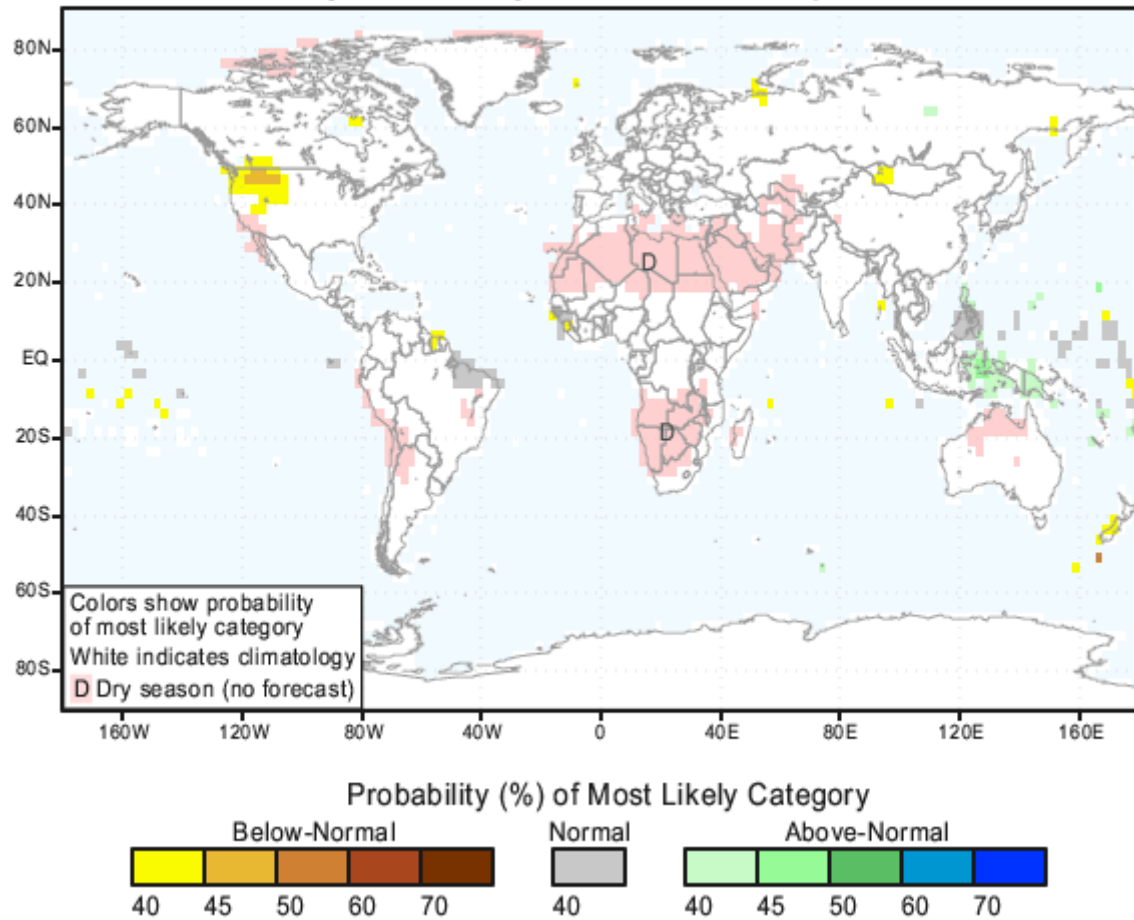 80N
60N
40N
20N
EQ
20S
40S
60S
80S
D
D
Colors show probability
of most likely category
White indicates climatology
D Dry season (no forecast)
160W 120W 80W 40W 0 40E 80E 120E 160E
Probability (%) of Most Likely Category
Below-Normal Normal Above-Normal
40 45 50 60 70 40 40 45 50 60 70